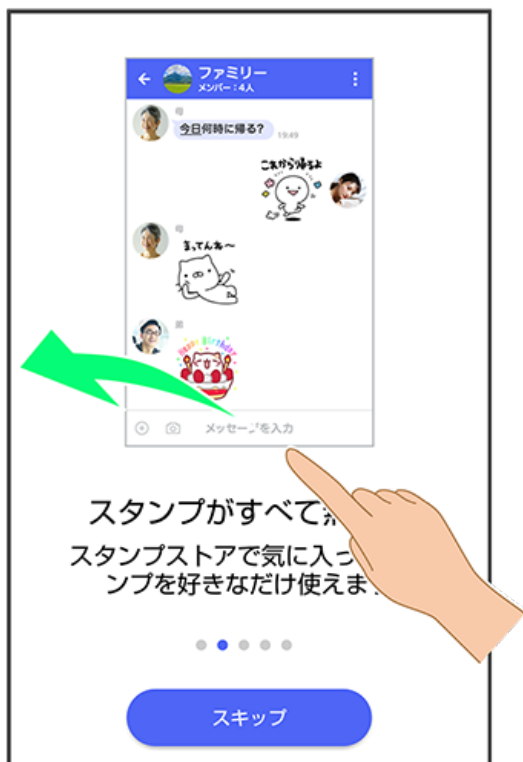 ファミリー
メンバー：4人
母
今日何時に帰る?
19:49
これから帰るよ
母
まってんね〜
弟
Happy Birthday
メッセージを入力
スタンプがすべて
スタンプストアで気に入っ
ンプを好きなだけ使えま
スキップ